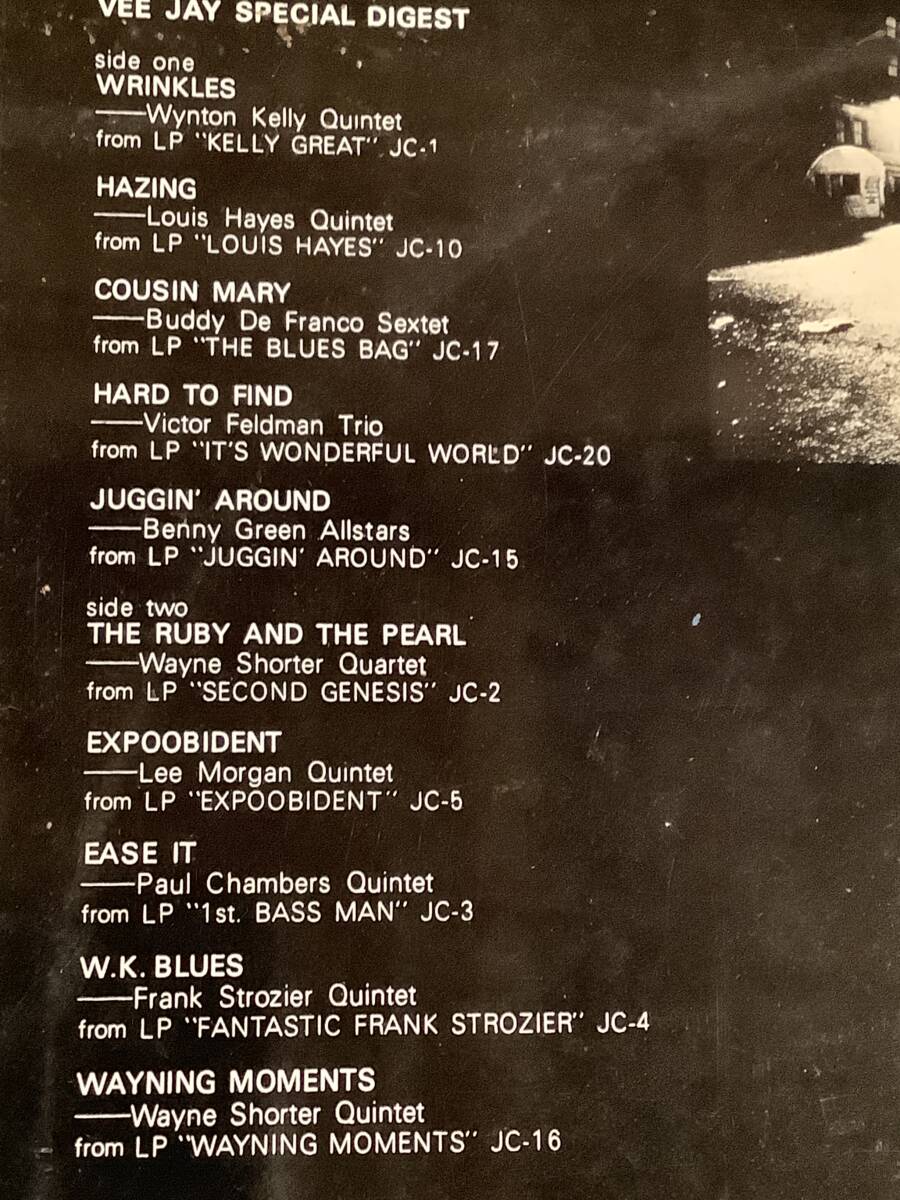 VEE JAY SPECIAL DIGEST
side one
WRINKLES
——Wynton Kelly Quintet
from LP "KELLY GREAT" JC-1
HAZING
——Louis Hayes Quintet
from LP "LOUIS HAYES" JC-10
COUSIN MARY
——Buddy De Franco Sextet
from LP "THE BLUES BAG" JC-17
HARD TO FIND
——Victor Feldman Trio
from LP "IT'S WONDERFUL WORLD" JC-20
JUGGIN' AROUND
——Benny Green Allstars
from LP "JUGGIN' AROUND" JC-15
side two
THE RUBY AND THE PEARL
——Wayne Shorter Quartet
from LP "SECOND GENESIS" JC-2
EXPOOBIDENT
——Lee Morgan Quintet
from LP "EXPOOBIDENT" JC-5
EASE IT
——Paul Chambers Quintet
from LP "1st. BASS MAN" JC-3
W.K. BLUES
——Frank Strozier Quintet
from LP "FANTASTIC FRANK STROZIER" JC-4
WAYNING MOMENTS
——Wayne Shorter Quintet
from LP "WAYNING MOMENTS" JC-16